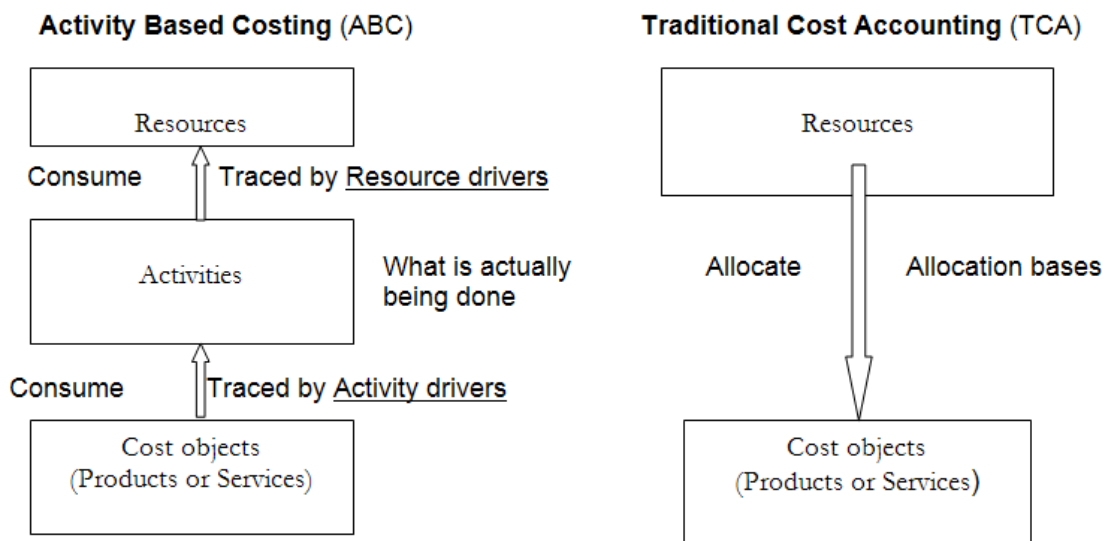 Activity Based Costing (ABC)
Resources
Consume Traced by Resource drivers
Activities
What is actually
being done
Consume Traced by Activity drivers
Cost objects
(Products or Services)
Traditional Cost Accounting (TCA)
Resources
Allocate Allocation bases
Cost objects
(Products or Services)